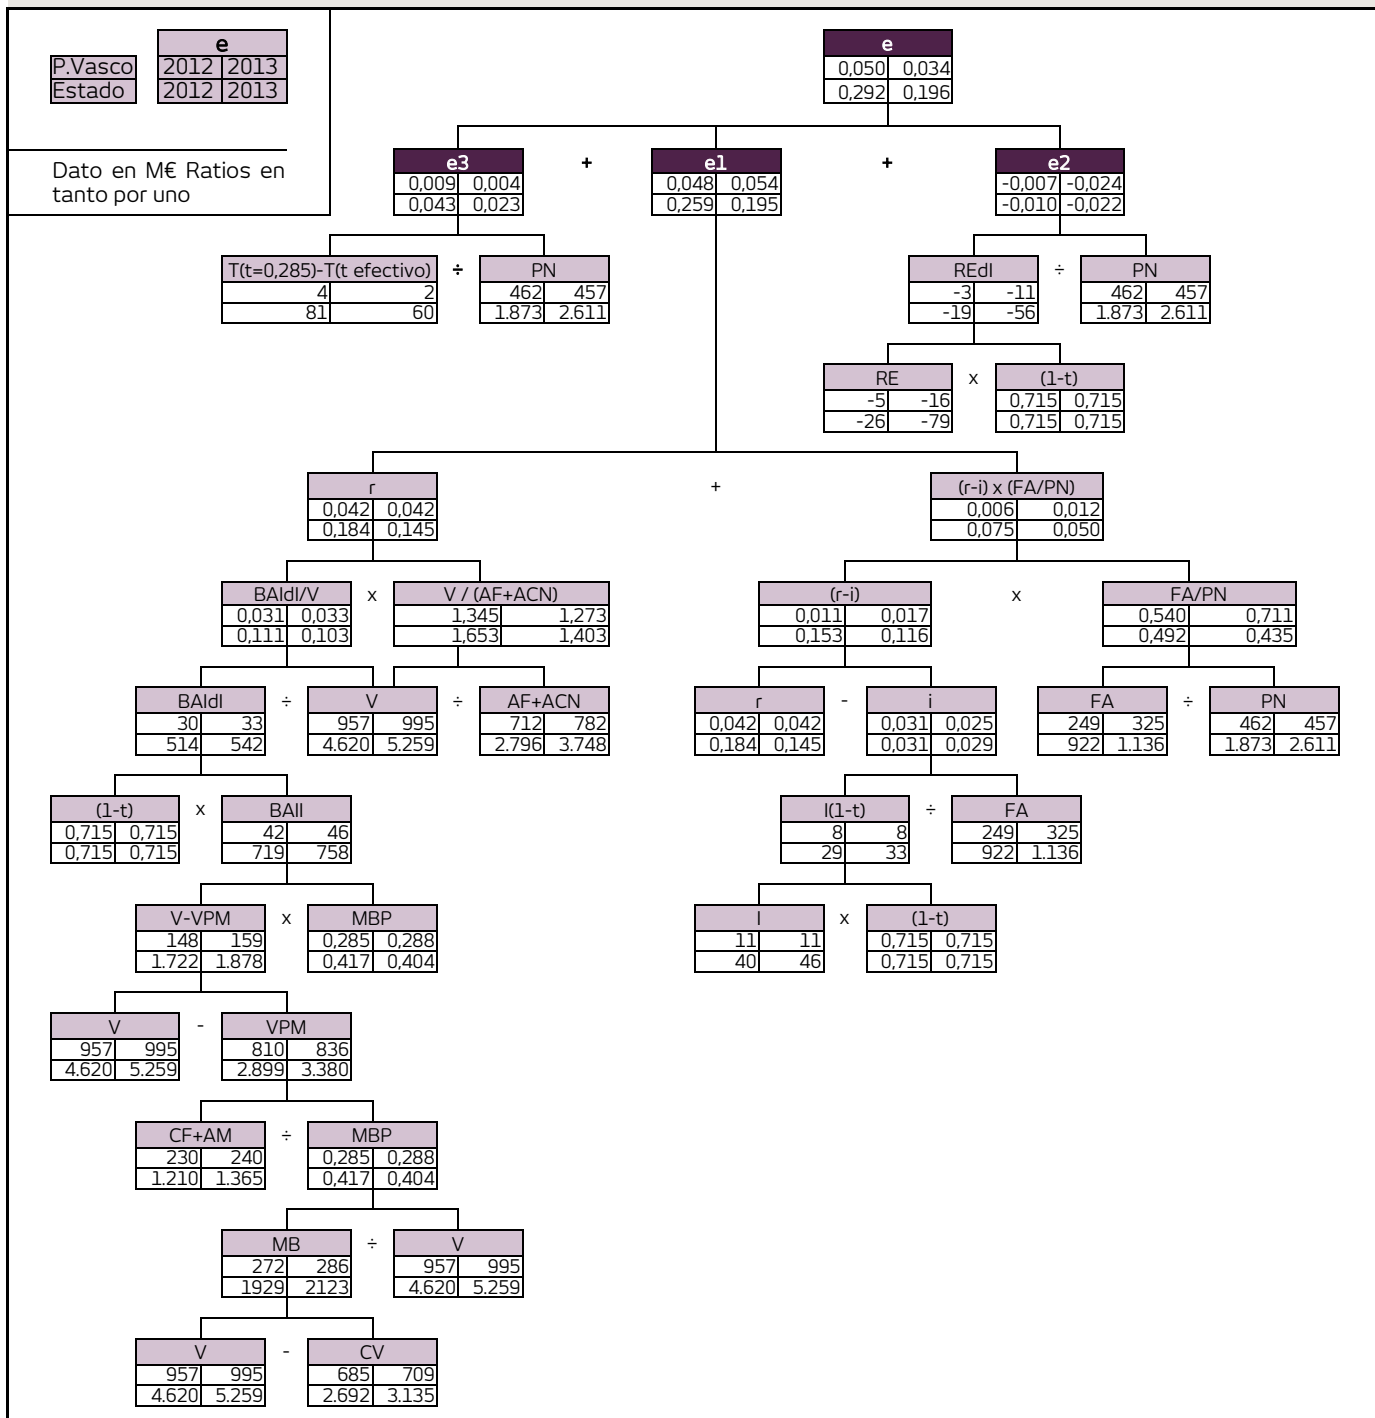 e
P.Vasco 2012 2013
Estado 2012 2013
Dato en M€ Ratios en
tanto por uno
e
0,050 0,034
0,292 0,196
e3 + e1 + e2
0,009 0,004 0,048 0,054 -0,007 -0,024
0,043 0,023 0,259 0,195 -0,010 -0,022
T(t=0,285)-T(t efectivo) ÷ PN REdI ÷ PN
4 2 462 457 -3 -11 462 457
81 60 1.873 2.611 -19 -56 1.873 2.611
RE x (1-t)
-5 -16 0,715 0,715
-26 -79 0,715 0,715
r + (r-i) x (FA/PN)
0,042 0,042 0,006 0,012
0,184 0,145 0,075 0,050
BAIdI/V x V / (AF+ACN) (r-i) x FA/PN
0,031 0,033 1,345 1,273 0,011 0,017 0,540 0,711
0,111 0,103 1,653 1,403 0,153 0,116 0,492 0,435
BAIdI ÷ V ÷ AF+ACN r - i FA ÷ PN
30 33 957 995 712 782 0,042 0,042 0,031 0,025 249 325 462 457
514 542 4.620 5.259 2.796 3.748 0,184 0,145 0,031 0,029 922 1.136 1.873 2.611
(1-t) x BAII I(1-t) ÷ FA
0,715 0,715 42 46 8 8 249 325
0,715 0,715 719 758 29 33 922 1.136
V-VPM x MBP I x (1-t)
148 159 0,285 0,288 11 11 0,715 0,715
1.722 1.878 0,417 0,404 40 46 0,715 0,715
V - VPM
957 995 810 836
4.620 5.259 2.899 3.380
CF+AM ÷ MBP
230 240 0,285 0,288
1.210 1.365 0,417 0,404
MB ÷ V
272 286 957 995
1929 2123 4.620 5.259
V - CV
957 995 685 709
4.620 5.259 2.692 3.135